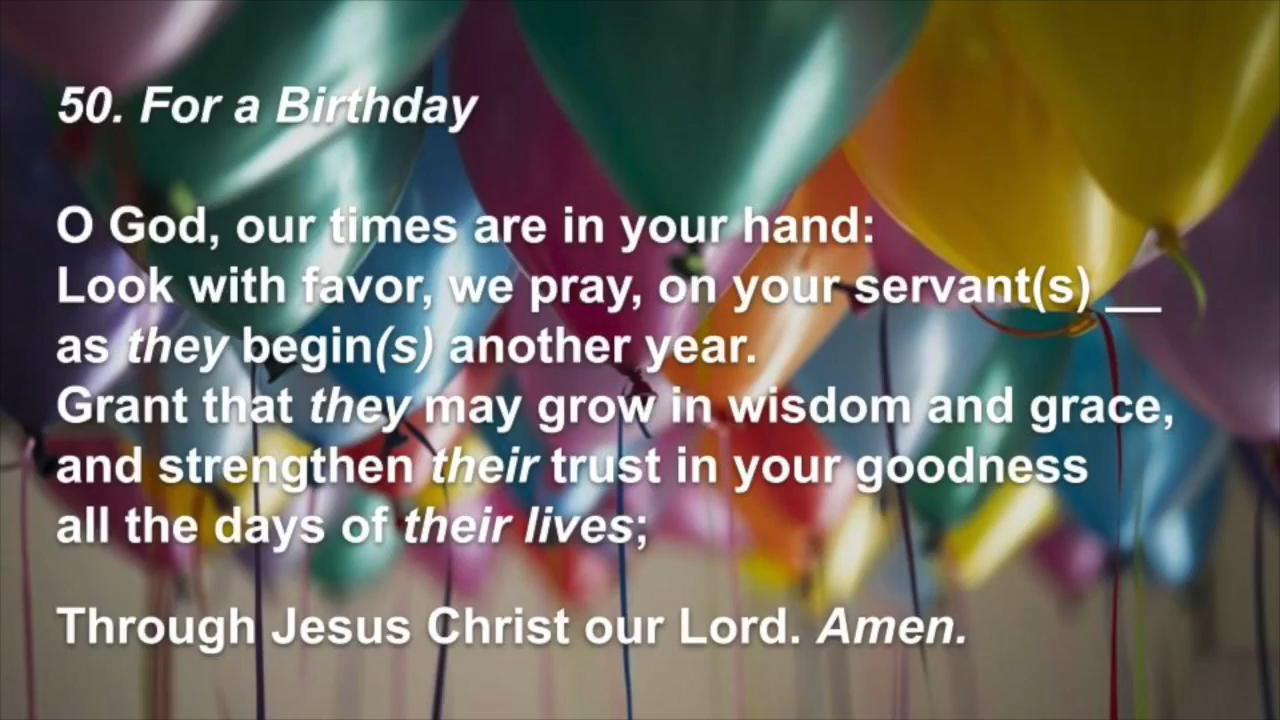 50. For a Birthday
O God, our times are in your hand:
Look with favor, we pray, on your servant(s) __
as they begin(s) another year.
Grant that they may grow in wisdom and grace,
and strengthen their trust in your goodness
all the days of their lives;
Through Jesus Christ our Lord. Amen.